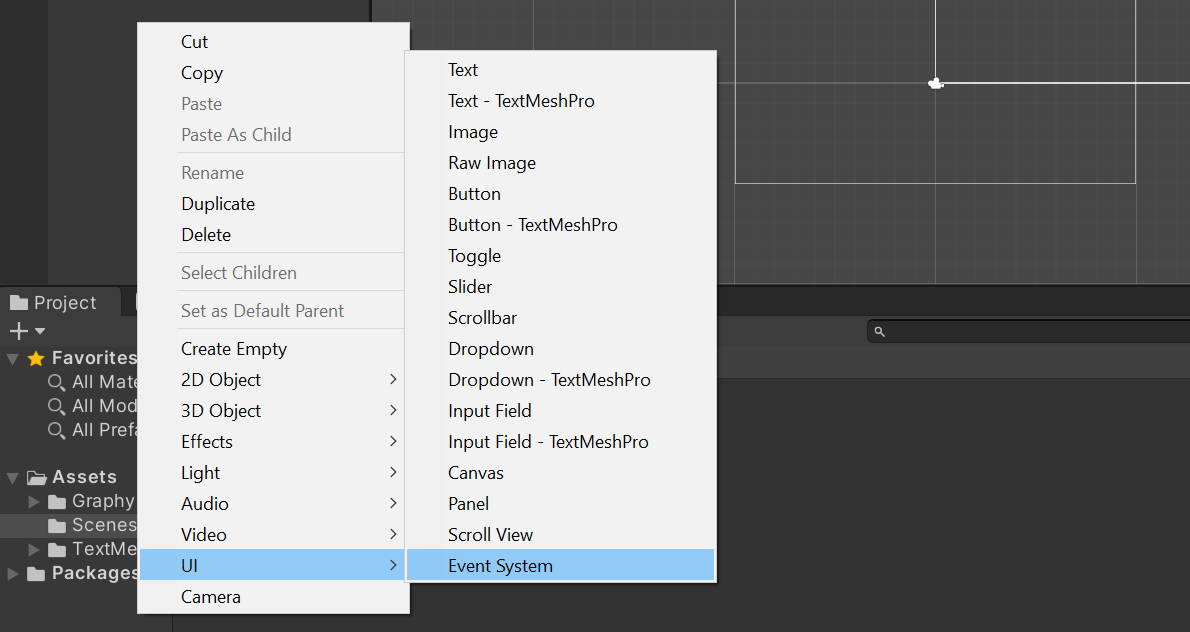 Cut
Copy
Paste
Paste As Child
Rename
Duplicate
Delete
Select Children
Set as Default Parent
Create Empty
2D Object
3D Object
Effects
Light
Audio
Video
UI
Camera
Text
Text - TextMeshPro
Image
Raw Image
Button
Button - TextMeshPro
Toggle
Slider
Scrollbar
Dropdown
Dropdown - TextMeshPro
Input Field
Input Field - TextMeshPro
Canvas
Panel
Scroll View
Event System
Project
Favorites
All Mate
All Mod
All Prefa
Assets
Graphy
Scenes
TextMe
Packages